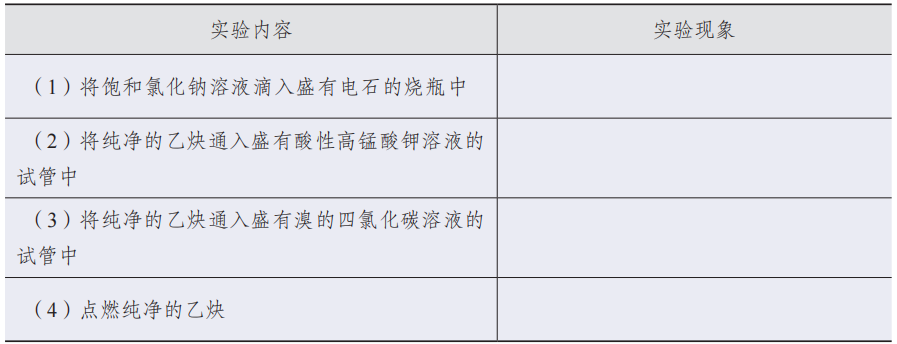 实验内容
实验现象
（1）将饱和氯化钠溶液滴入盛有电石的烧瓶中
（2）将纯净的乙炔通入盛有酸性高锰酸钾溶液的
试管中
（3）将纯净的乙炔通入盛有溴的四氯化碳溶液的
试管中
（4）点燃纯净的乙炔